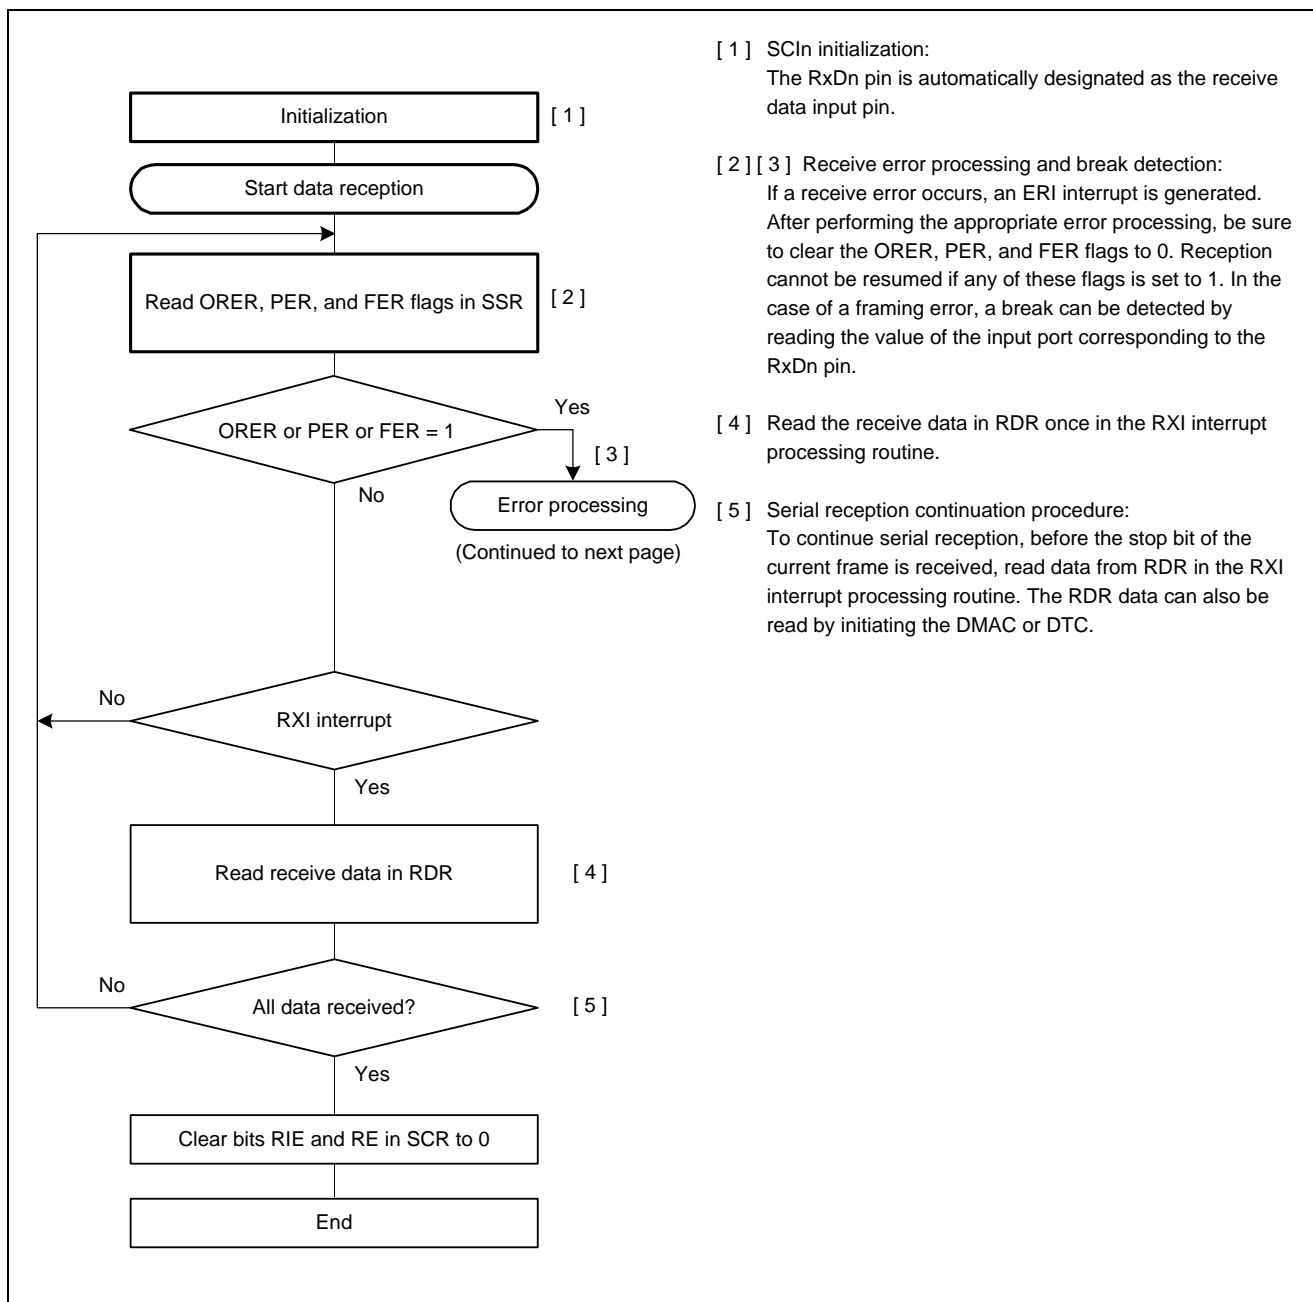 Initialization
[ 1 ]
Start data reception
Read ORER, PER, and FER flags in SSR
[ 2 ]
ORER or PER or FER = 1
Yes
[ 3 ]
No
Error processing
(Continued to next page)
No
RXI interrupt
Yes
Read receive data in RDR
[ 4 ]
No
All data received?
[ 5 ]
Yes
Clear bits RIE and RE in SCR to 0
End
[ 1 ] SCIn initialization:
The RxDn pin is automatically designated as the receive
data input pin.
[ 2 ] [ 3 ] Receive error processing and break detection:
If a receive error occurs, an ERI interrupt is generated.
After performing the appropriate error processing, be sure
to clear the ORER, PER, and FER flags to 0. Reception
cannot be resumed if any of these flags is set to 1. In the
case of a framing error, a break can be detected by
reading the value of the input port corresponding to the
RxDn pin.
[ 4 ] Read the receive data in RDR once in the RXI interrupt
processing routine.
[ 5 ] Serial reception continuation procedure:
To continue serial reception, before the stop bit of the
current frame is received, read data from RDR in the RXI
interrupt processing routine. The RDR data can also be
read by initiating the DMAC or DTC.